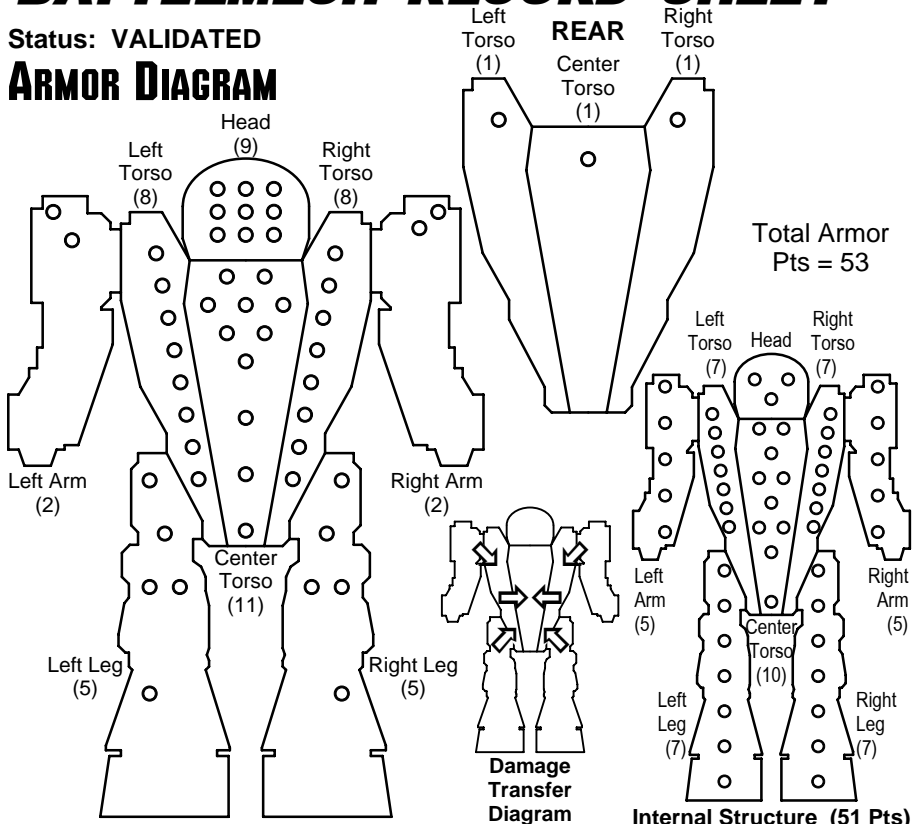 BATTLEMECH RECORD SHEET
Status: VALIDATED
ARMOR DIAGRAM
Left
Torso
(1)
REAR
Center
Torso
(1)
Right
Torso
(1)
Left
Torso
(8)
Head
(9)
Right
Torso
(8)
Total Armor
Pts = 53
Left Arm
(2)
Right Arm
(2)
Center
Torso
(11)
Left Leg
(5)
Right Leg
(5)
Damage
Transfer
Diagram
Left
Torso
(7)
Head
Right
Torso
(7)
Left
Arm
(5)
Right
Arm
(5)
Center
Torso
(10)
Left
Leg
(7)
Right
Leg
(7)
Internal Structure (51 Pts)